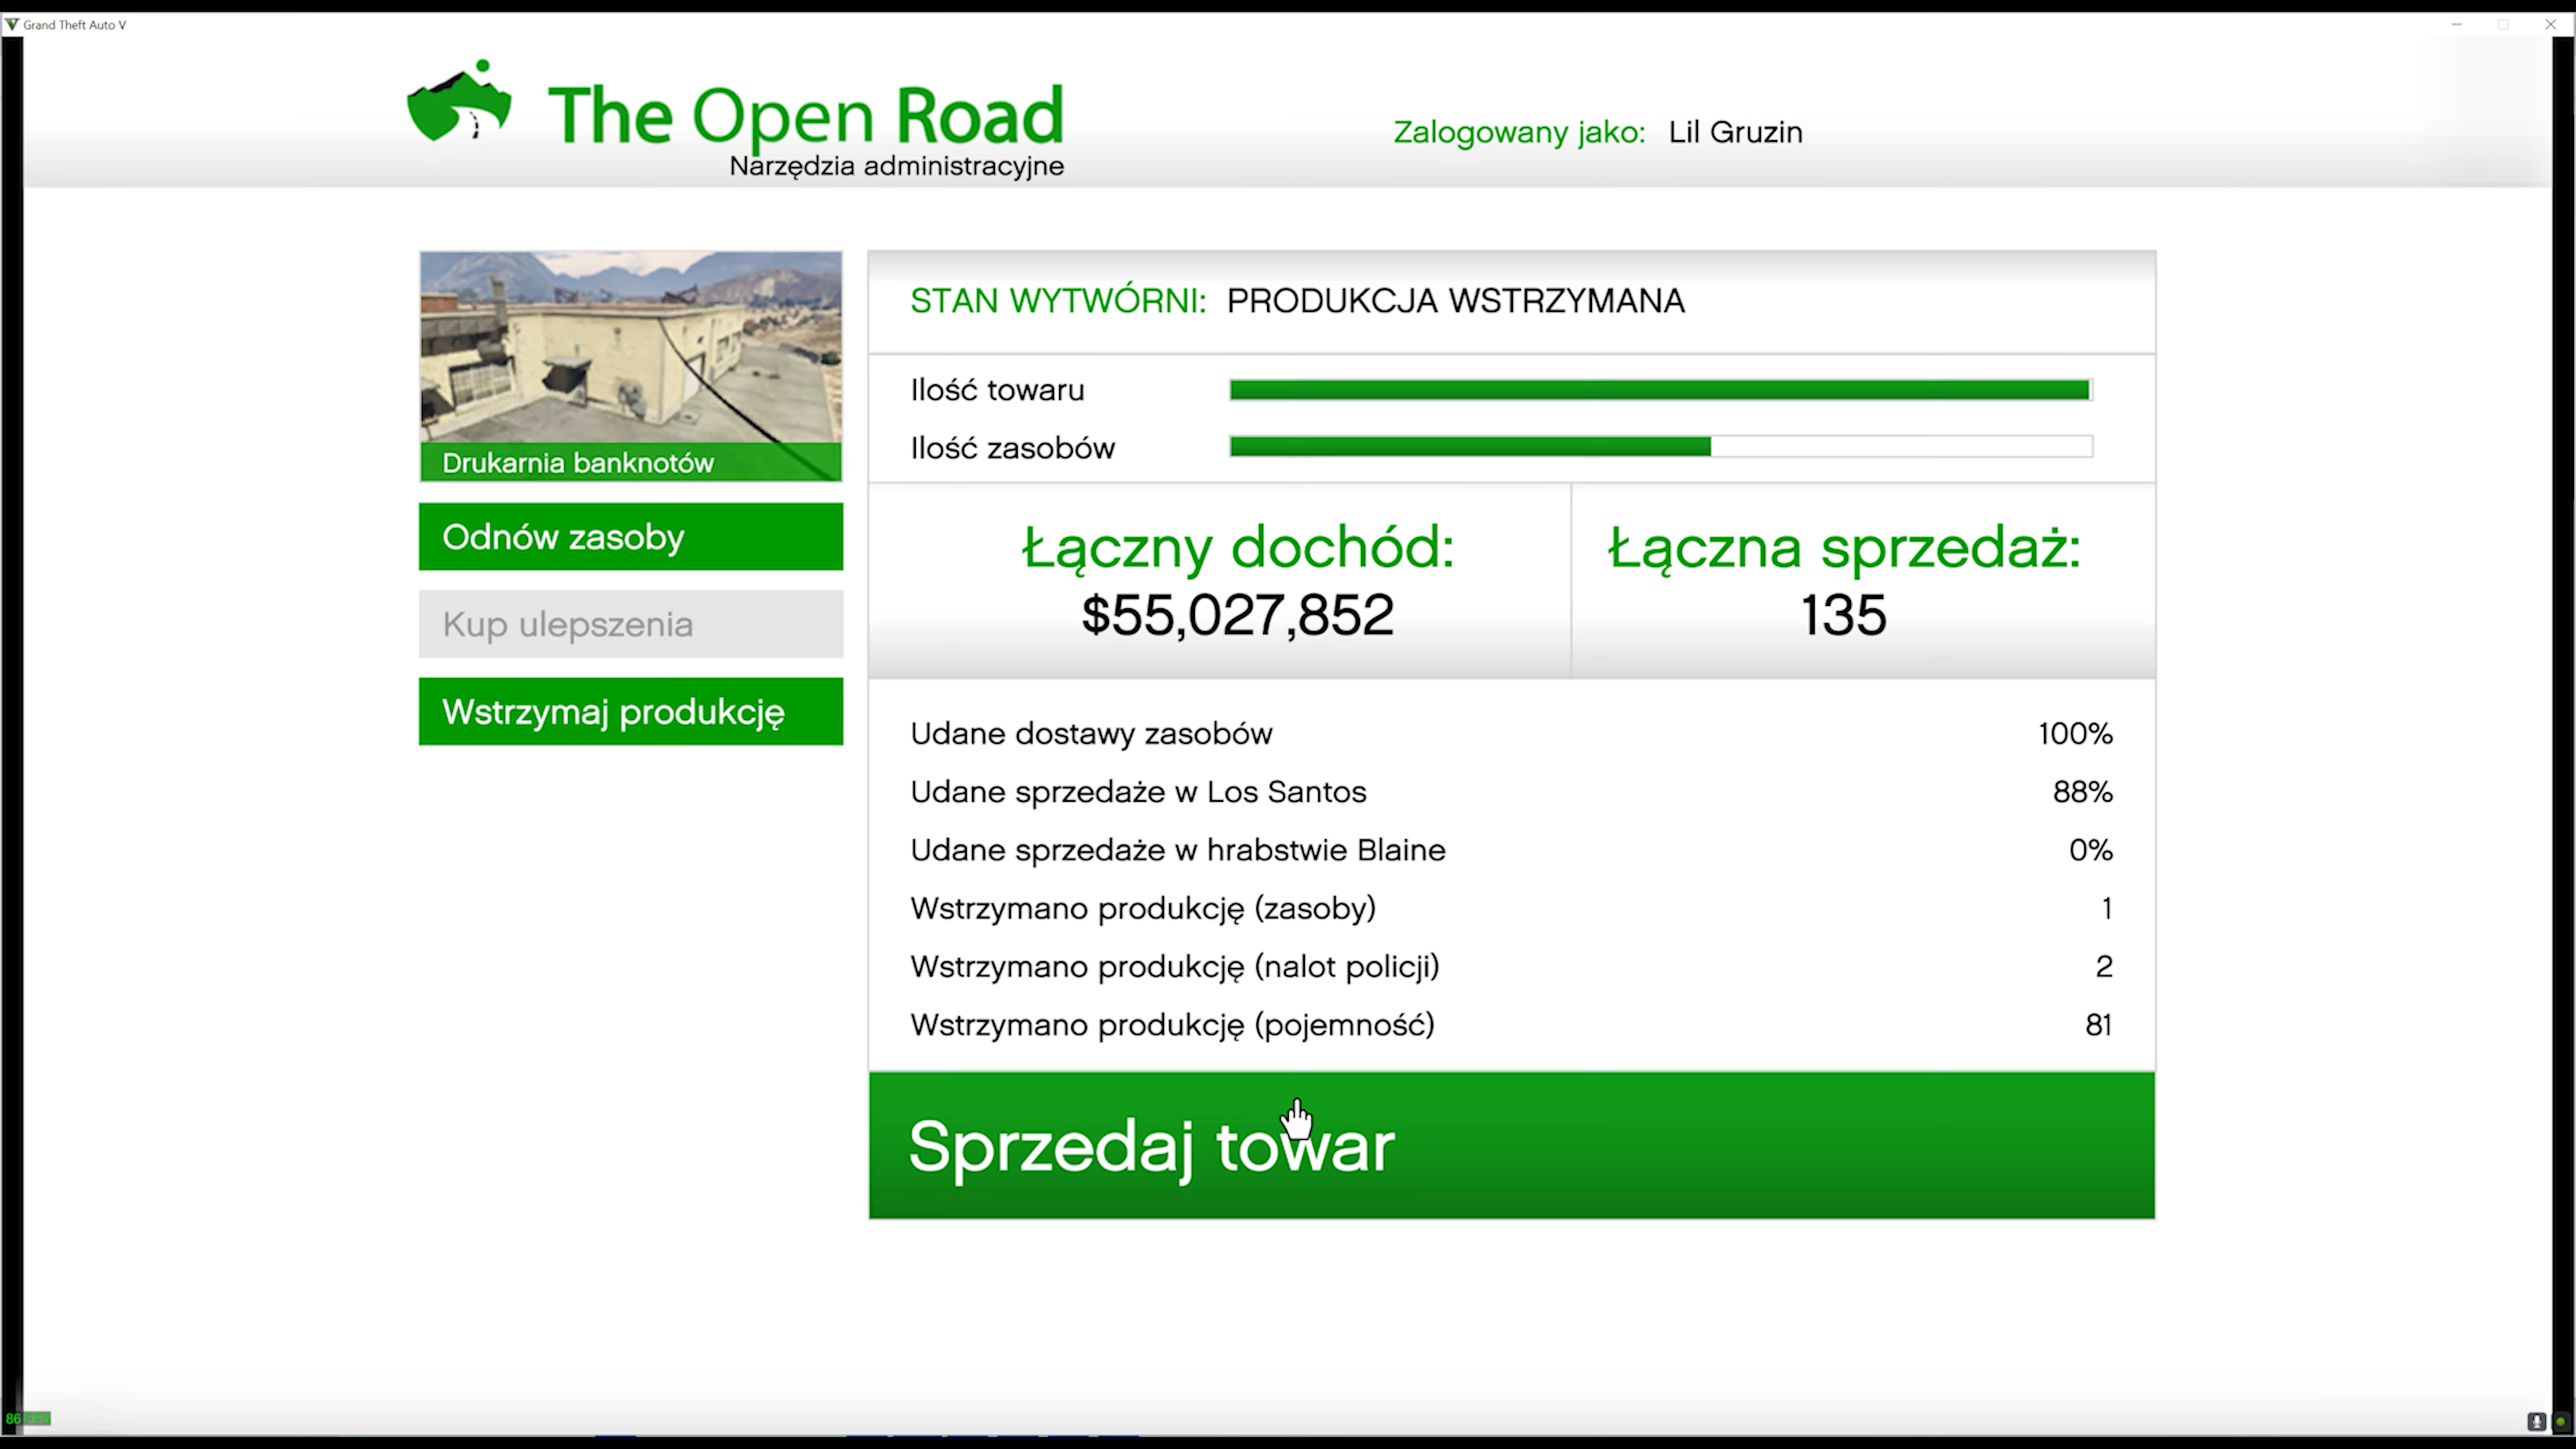 Grand Theft Auto V
The Open Road
Narzędzia administracyjne
Zalogowany jako: Lil Gruzin
Drukarnia banknotów
Odnów zasoby
Kup ulepszenia
Wstrzymaj produkcję
STAN WYTWÓRNI: PRODUKCJA WSTRZYMANA
Ilość towaru
Ilość zasobów
Łączny dochód:
$55,027,852
Łączna sprzedaż:
135
Udane dostawy zasobów 100%
Udane sprzedaże w Los Santos 88%
Udane sprzedaże w hrabstwie Blaine 0%
Wstrzymano produkcję (zasoby) 1
Wstrzymano produkcję (nalot policji) 2
Wstrzymano produkcję (pojemność) 81
Sprzedaj towar
86 FPS